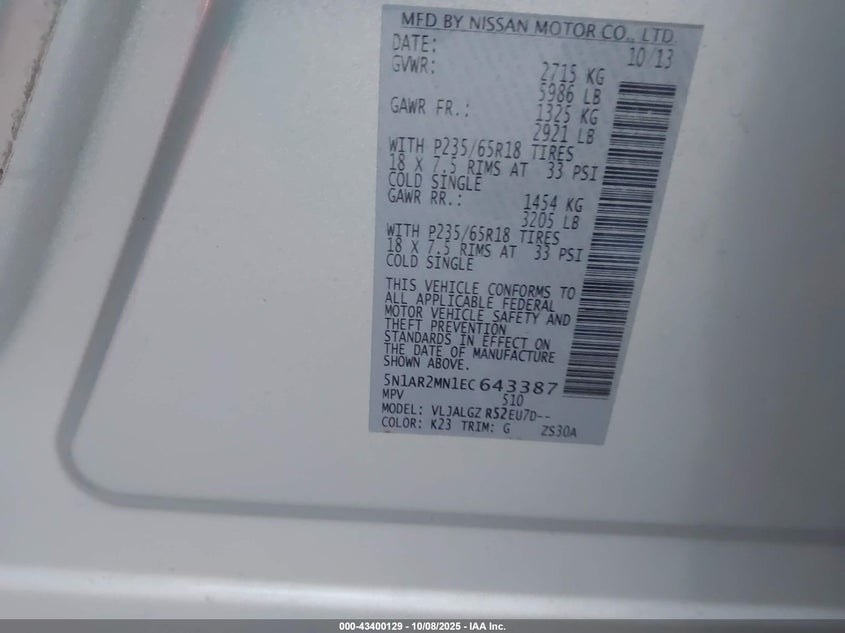 MFD BY NISSAN MOTOR CO., LTD.
DATE: 10/13
GVWR: 2715 KG
5986 LB
GAWR FR.: 1325 KG
2921 LB
WITH P235/65R18 TIRES
18 X 7.5 RIMS AT 33 PSI
COLD SINGLE
GAWR RR.: 1454 KG
3205 LB
WITH P235/65R18 TIRES
18 X 7.5 RIMS AT 33 PSI
COLD SINGLE
THIS VEHICLE CONFORMS TO
ALL APPLICABLE FEDERAL
MOTOR VEHICLE SAFETY AND
THEFT PREVENTION
STANDARDS IN EFFECT ON
THE DATE OF MANUFACTURE
SHOWN ABOVE.
5N1AR2MN1EC643387
MPV 510
MODEL: VLJALGZ R52EU7D--
COLOR: K23 TRIM: G ZS30A
000-43400129 - 10/08/2025 - IAA Inc.